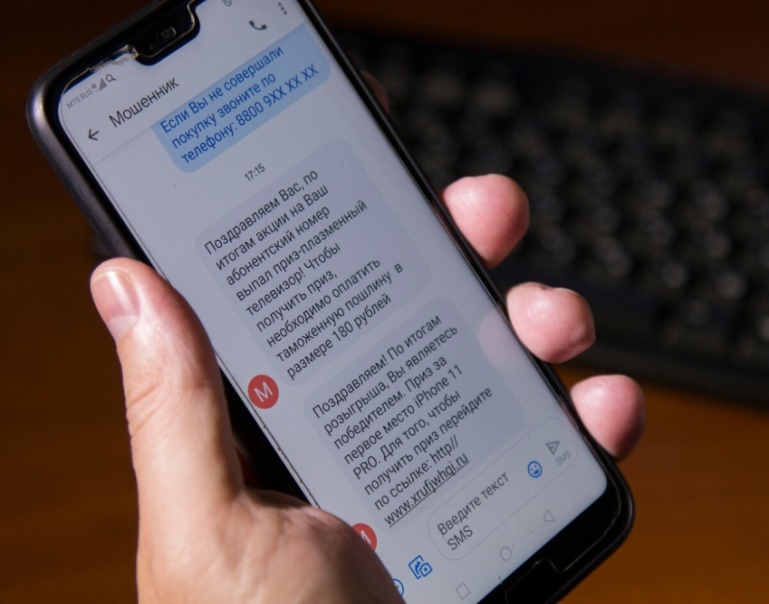 MTS RUS
Мошенник
Если Вы не совершали
покупку звоните по
телефону: 8800 9XX XX XX
17:15
Поздравляем Вас, по
итогам акции на Ваш
абонентский номер
выпал приз-плазменный
телевизор! Чтобы
получить приз,
необходимо оплатить
таможенную пошлину в
размере 180 рублей
М
Поздравляем! По итогам
розыгрыша, Вы являетесь
победителем. Приз за
первое место iPhone 11
PRO. Для того, чтобы
получить приз перейдите
по ссылке: http//
www.xrufjwhqi.ru
Введите текст
SMS
SMS